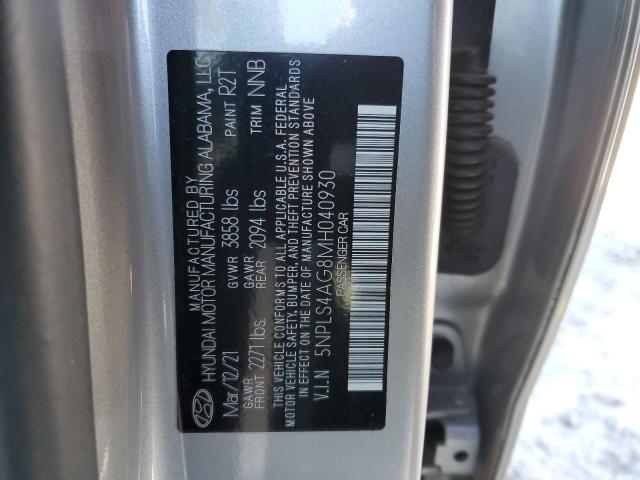 MANUFACTURED BY
HYUNDAI MOTOR MANUFACTURING ALABAMA, LLC
Mar/12/21 GVWR 3858 lbs PAINT R2T
GAWR FRONT 2271 lbs. GAWR REAR 2094 lbs TRIM NNB
THIS VEHICLE CONFORMS TO ALL APPLICABLE U.S.A. FEDERAL
MOTOR VEHICLE SAFETY, BUMPER, AND THEFT PREVENTION STANDARDS
IN EFFECT ON THE DATE OF MANUFACTURE SHOWN ABOVE
V.I.N 5NPLS4AG8MH040930
PASSENGER CAR